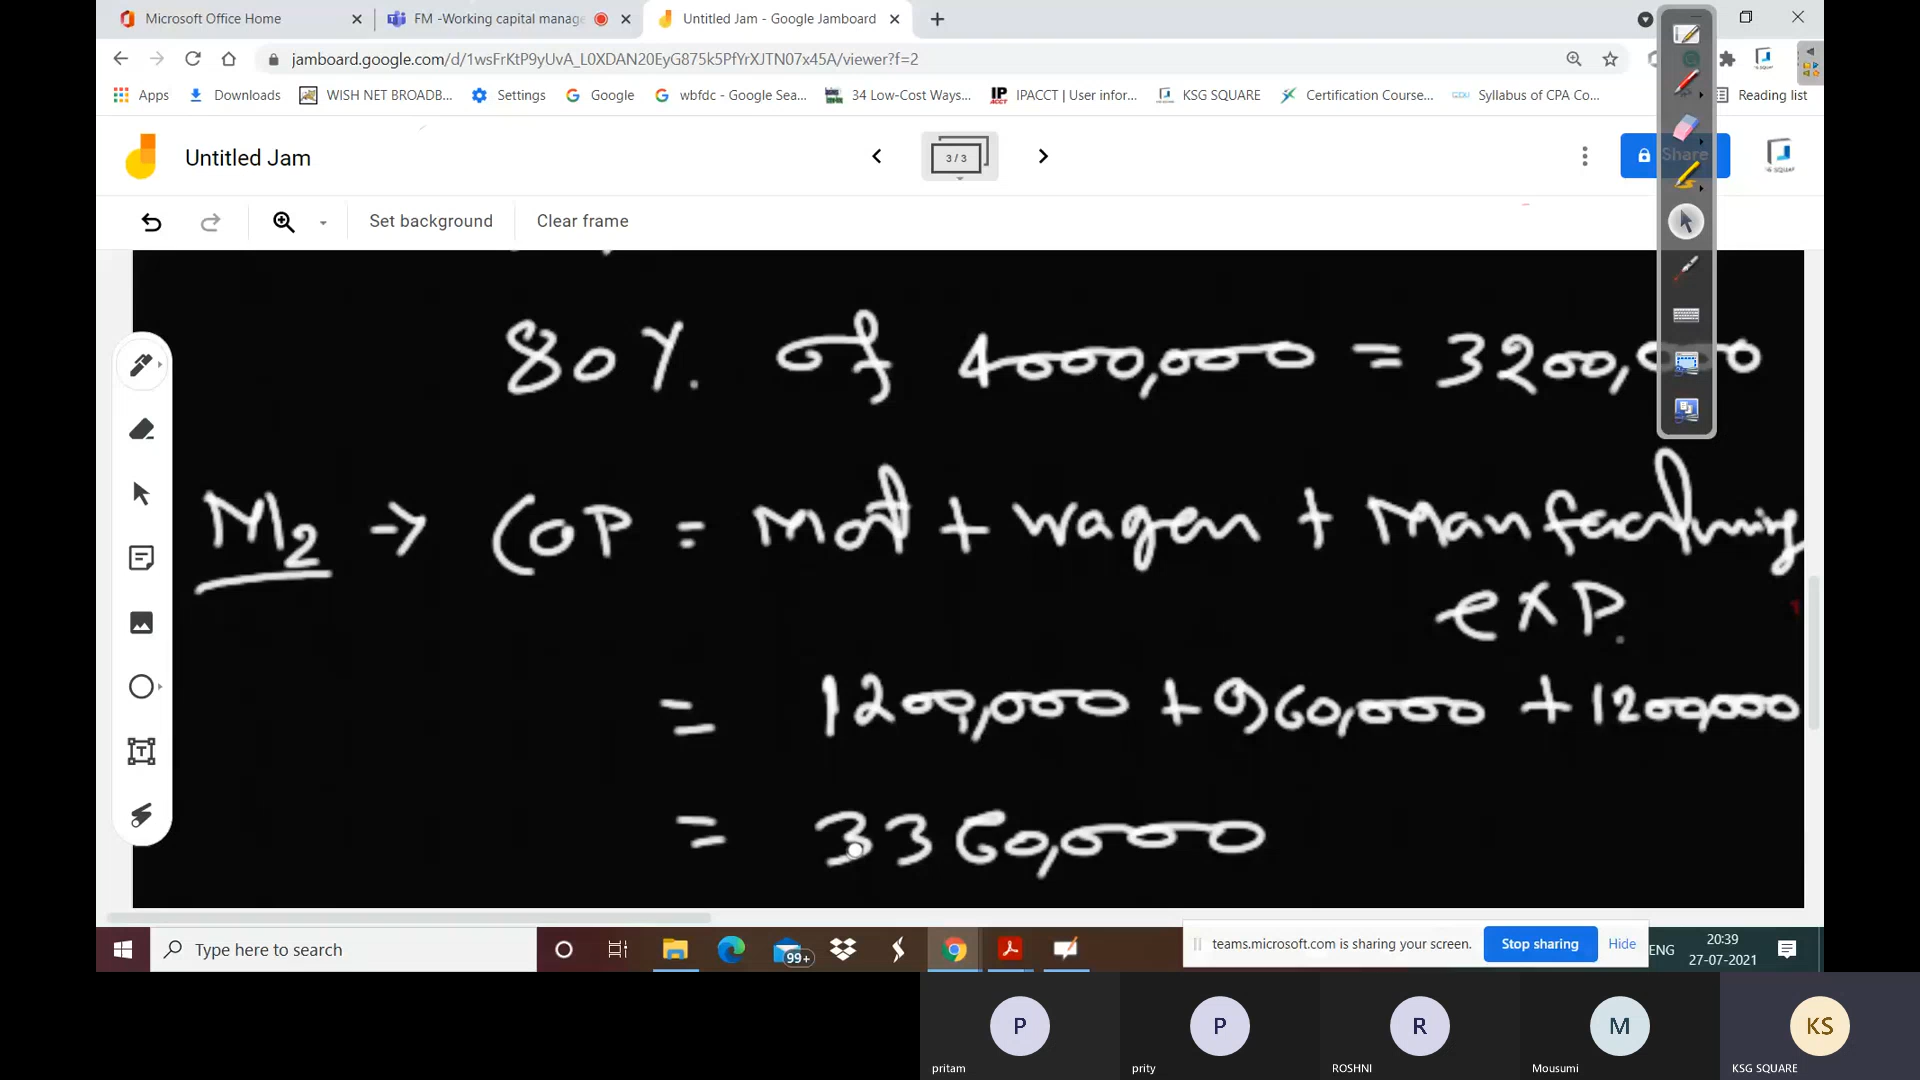 Microsoft Office Home
FM -Working capital manag
Untitled Jam - Google Jamboard
jamboard.google.com/d/1wsFrKtP9yUvA_L0XDAN20EyG875k5PfYrXJTN07x45A/viewer?f=2
Apps
Downloads
WISH NET BROADB...
Settings
Google
wbfdc - Google Sea...
34 Low-Cost Ways...
IPACCT | User infor...
KSG SQUARE
Certification Course...
Syllabus of CPA Co...
Reading list
Untitled Jam
3 / 3
Share
Set background
Clear frame
80%. of 4000,000 = 3200,000
M2 → COP = Mat + wages + Manfacturing
exp.
= 1200,000 + 960,000 + 1200,000
= 3360,000
Type here to search
99+
teams.microsoft.com is sharing your screen.
Stop sharing
Hide
ENG
20:39
27-07-2021
P
P
R
M
KS
pritam
prity
ROSHNI
Mousumi
KSG SQUARE